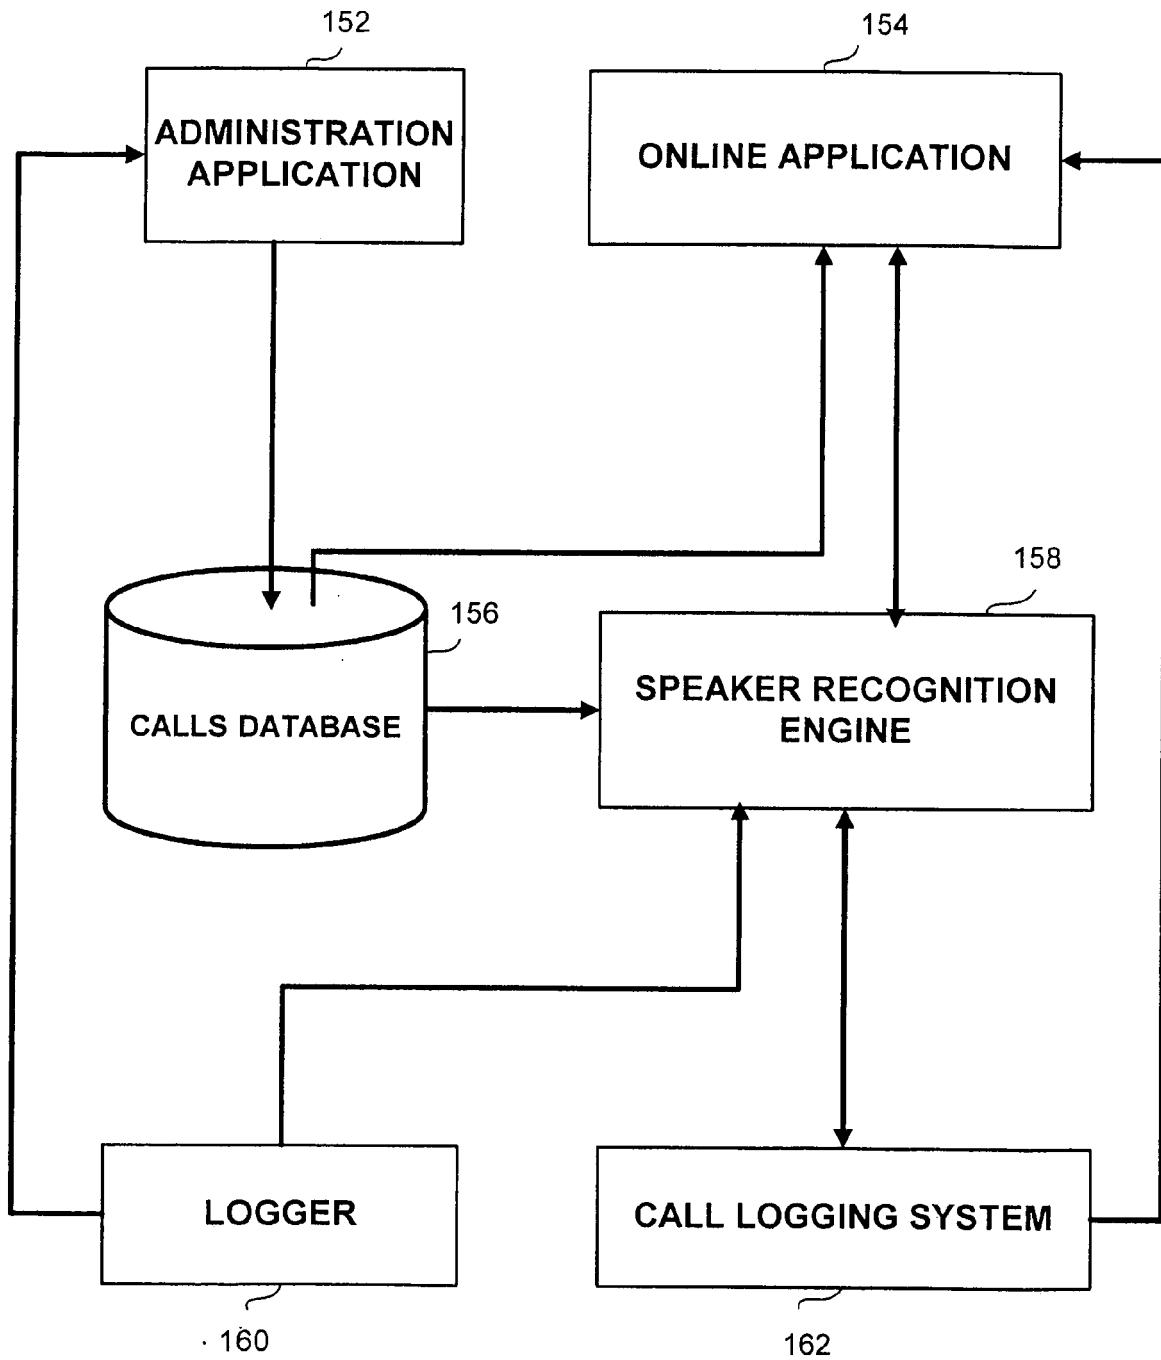 152
154
ADMINISTRATION
APPLICATION
ONLINE APPLICATION
158
156
SPEAKER RECOGNITION
ENGINE
CALLS DATABASE
LOGGER
CALL LOGGING SYSTEM
160
162